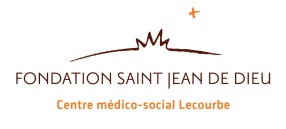 FONDATION SAINT JEAN DE DIEU
Centre médico-social Lecourbe